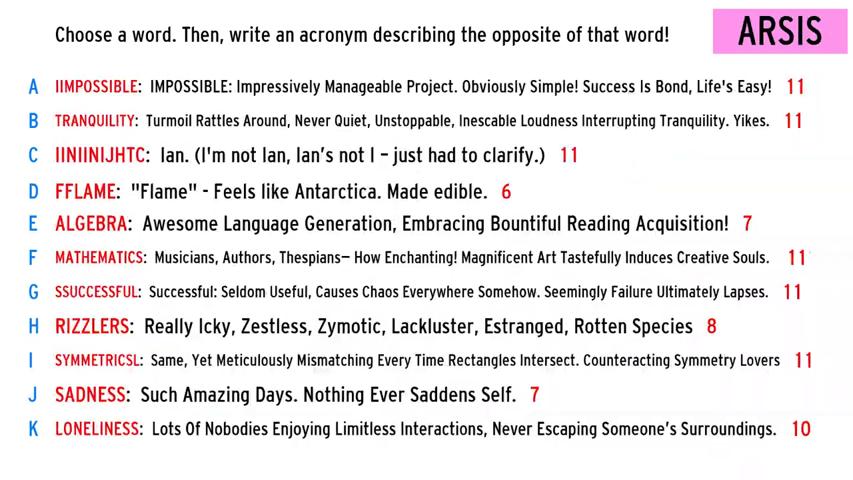 Choose a word. Then, write an acronym describing the opposite of that word!
ARSIS
A IIMPOSSIBLE: IMPOSSIBLE: Impressively Manageable Project. Obviously Simple! Success Is Bond, Life's Easy! 11
B TRANQUILITY: Turmoil Rattles Around, Never Quiet, Unstoppable, Inescable Loudness Interrupting Tranquility. Yikes. 11
C IINIINIJHTC: Ian. (I'm not Ian, Ian's not I – just had to clarify.) 11
D FFLAME: "Flame" - Feels like Antarctica. Made edible. 6
E ALGEBRA: Awesome Language Generation, Embracing Bountiful Reading Acquisition! 7
F MATHEMATICS: Musicians, Authors, Thespians— How Enchanting! Magnificent Art Tastefully Induces Creative Souls. 11
G SSUCCESSFUL: Successful: Seldom Useful, Causes Chaos Everywhere Somehow. Seemingly Failure Ultimately Lapses. 11
H RIZZLERS: Really Icky, Zestless, Zymotic, Lackluster, Estranged, Rotten Species 8
I SYMMETRICSL: Same, Yet Meticulously Mismatching Every Time Rectangles Intersect. Counteracting Symmetry Lovers 11
J SADNESS: Such Amazing Days. Nothing Ever Saddens Self. 7
K LONELINESS: Lots Of Nobodies Enjoying Limitless Interactions, Never Escaping Someone's Surroundings. 10